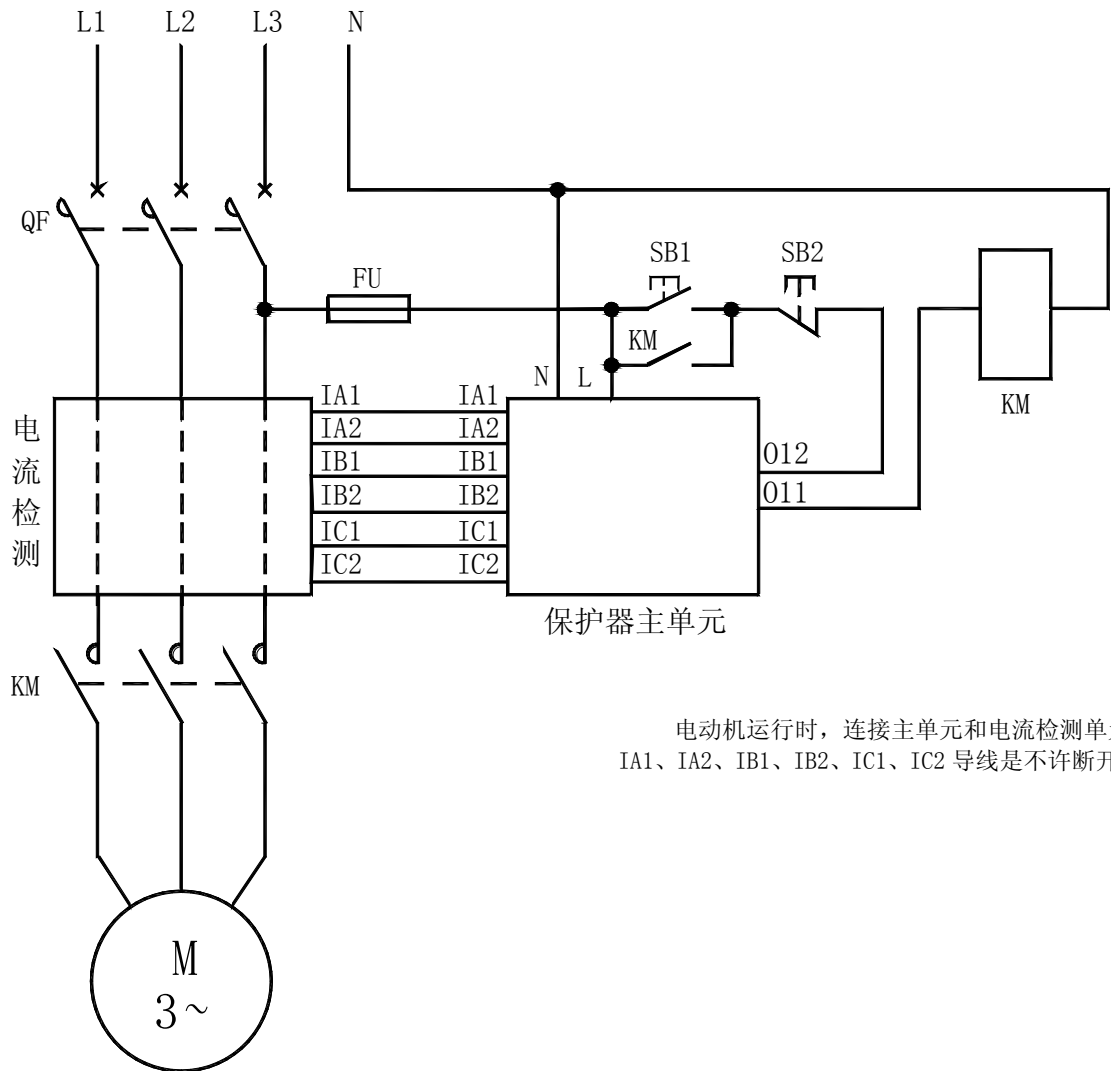 L1 L2 L3 N
QF
FU
SB1 SB2
KM
N L
KM
IA1 IA1
IA2 IA2
IB1 IB1
IB2 IB2
IC1 IC1
IC2 IC2
电流检测
O12
O11
保护器主单元
KM
电动机运行时，连接主单元和电流检测单
IA1、IA2、IB1、IB2、IC1、IC2 导线是不许断开
M
3~